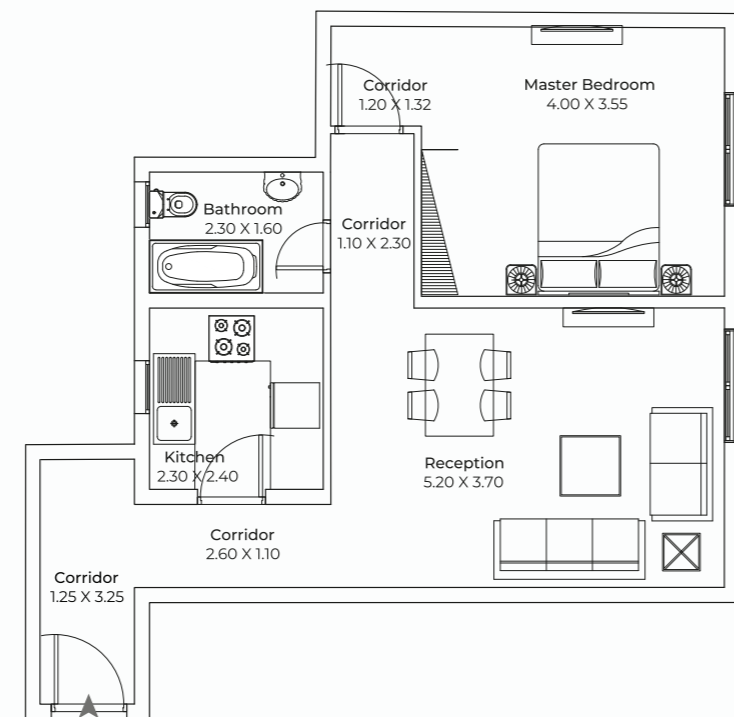 Corridor
1.20 X 1.32
Master Bedroom
4.00 X 3.55
Bathroom
2.30 X 1.60
Corridor
1.10 X 2.30
Kitchen
2.30 X 2.40
Reception
5.20 X 3.70
Corridor
2.60 X 1.10
Corridor
1.25 X 3.25